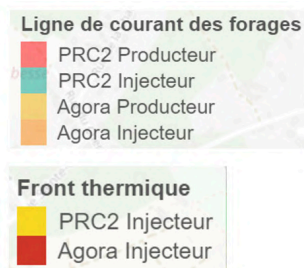 Ligne de courant des forages
PRC2 Producteur
PRC2 Injecteur
Agora Producteur
Agora Injecteur
Front thermique
PRC2 Injecteur
Agora Injecteur